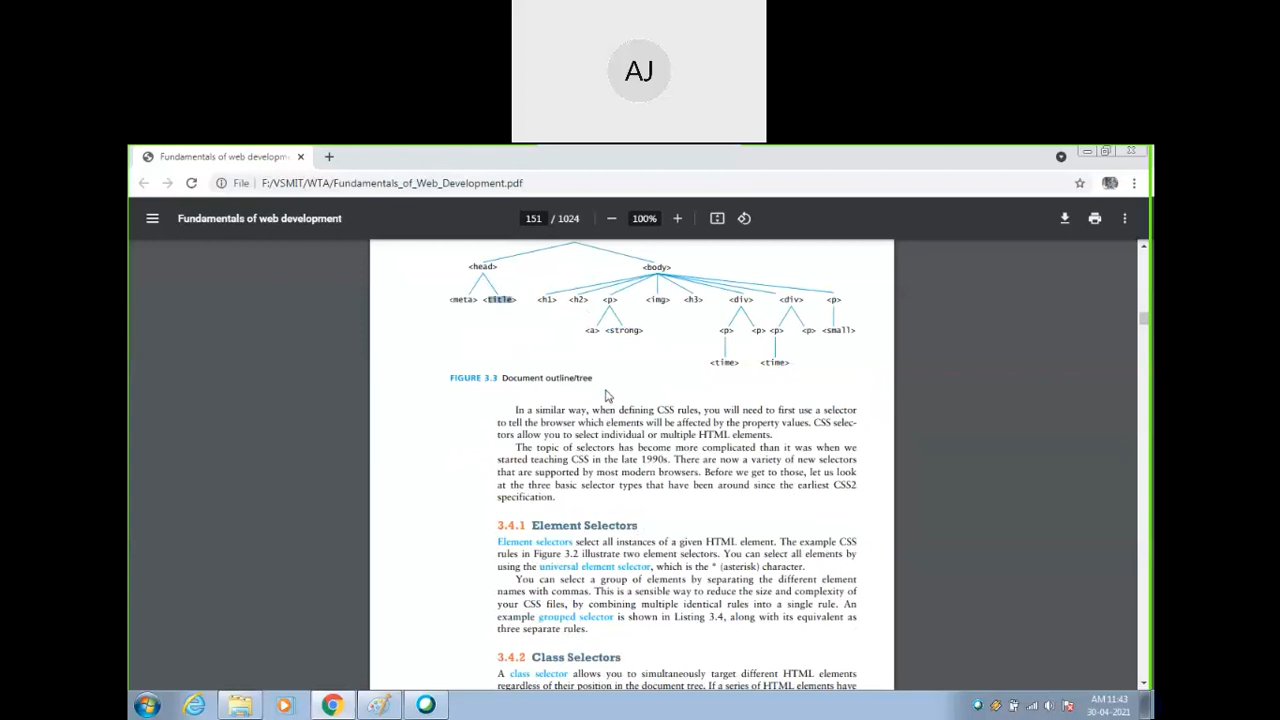 AJ
Fundamentals of web developm
F:/VSMIT/WTA/Fundamentals_of_Web_Development.pdf
File
Fundamentals of web development
151 / 1024
100%
<head>
<body>
<meta> <title> <h1> <h2> <p> <img> <h3> <div> <div> <p>
<a> <strong> <p> <p> <p> <p> <small>
<time> <time>
FIGURE 3.3 Document outline/tree
In a similar way, when defining CSS rules, you will need to first use a selector
to tell the browser which elements will be affected by the property values. CSS selec-
tors allow you to select individual or multiple HTML elements.
The topic of selectors has become more complicated than it was when we
started teaching CSS in the late 1990s. There are now a variety of new selectors
that are supported by most modern browsers. Before we get to those, let us look
at the three basic selector types that have been around since the earliest CSS2
specification.
3.4.1 Element Selectors
Element selectors select all instances of a given HTML element. The example CSS
rules in Figure 3.2 illustrate two element selectors. You can select all elements by
using the universal element selector, which is the * (asterisk) character.
You can select a group of elements by separating the different element
names with commas. This is a sensible way to reduce the size and complexity of
your CSS files, by combining multiple identical rules into a single rule. An
example grouped selector is shown in Listing 3.4, along with its equivalent as
three separate rules.
3.4.2 Class Selectors
A class selector allows you to simultaneously target different HTML elements
regardless of their position in the document tree. If a series of HTML elements have
AM 11:43
30-04-2021